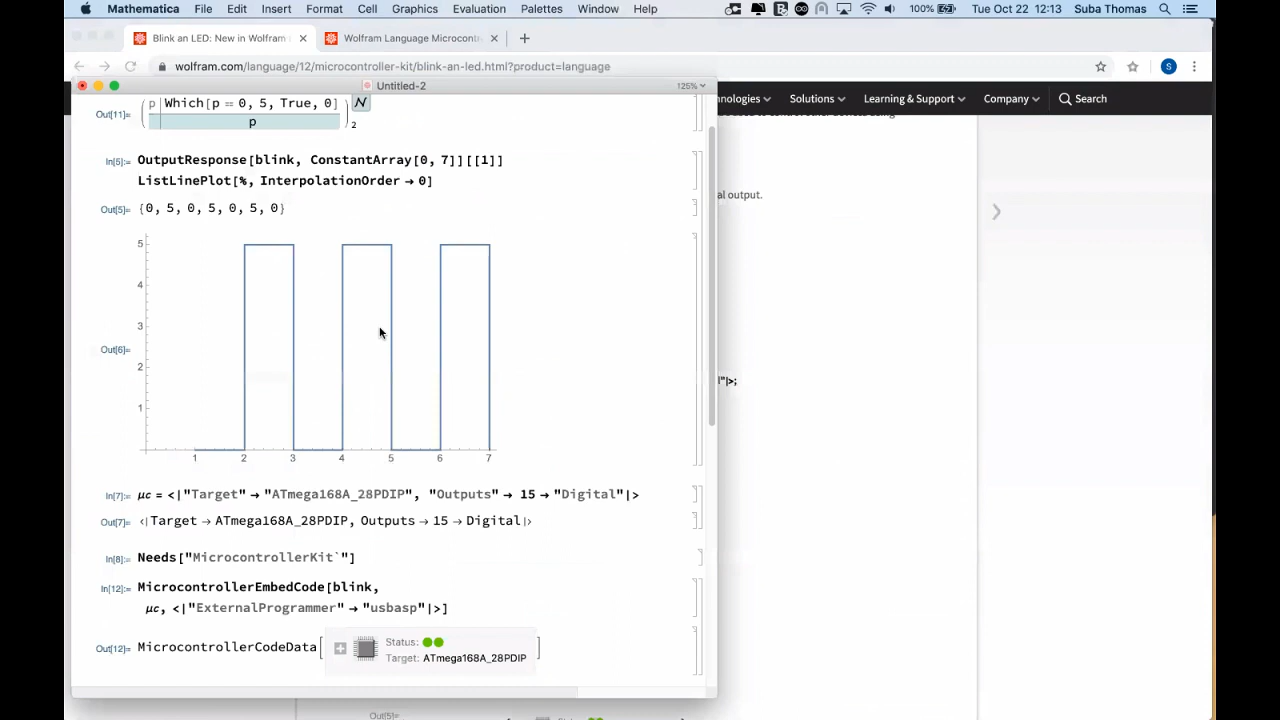 Mathematica File Edit Insert Format Cell Graphics Evaluation Palettes Window Help 100% Tue Oct 22 12:13 Suba Thomas
Blink an LED: New in Wolfram Wolfram Language Microcont
wolfram.com/language/12/microcontroller-kit/blink-an-led.html?product=language S
Untitled-2 125%
nologies Solutions Learning & Support Company Search
Out[11]= p Which[p == 0, 5, True, 0]
p 2
In[5]:= OutputResponse[blink, ConstantArray[0, 7]][[1]]
ListLinePlot[%, InterpolationOrder → 0]
al output.
Out[5]= {0, 5, 0, 5, 0, 5, 0}
5
4
3
Out[6]=
2
1
1 2 3 4 5 6 7
"|>;
In[7]:= μc = <|"Target" → "ATmega168A_28PDIP", "Outputs" → 15 → "Digital"|>
Out[7]= <|Target → ATmega168A_28PDIP, Outputs → 15 → Digital|>
In[8]:= Needs["MicrocontrollerKit`"]
In[12]:= MicrocontrollerEmbedCode[blink,
μc, <|"ExternalProgrammer" → "usbasp"|>]
Out[12]= MicrocontrollerCodeData[ Status:
Target: ATmega168A_28PDIP ]
Out[5]=